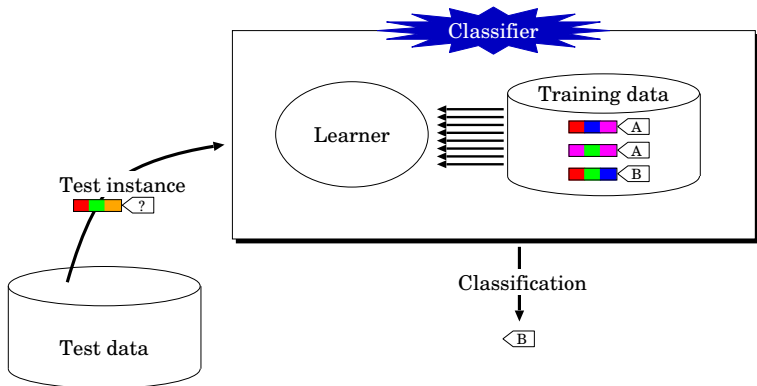 Classifier
Training data
A
Learner
A
B
Test instance
?
Classification
B
Test data